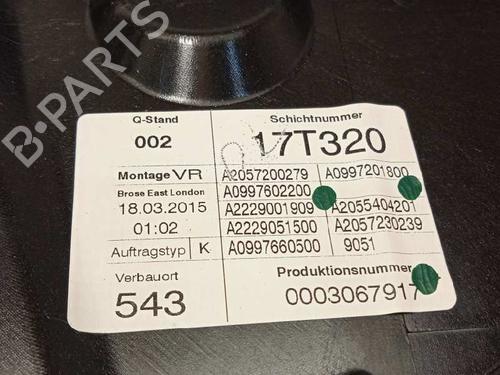 B-PARTS
Q-Stand Schichtnummer
002 17T320
Montage VR A2057200279 A0997201800
Brose East London A0997602200
18.03.2015 A2229001909 A2055404201
01:02 A2229051500 A2057230239
Auftragstyp K A0997660500 9051
Verbauort Produktionsnummer
543 0003067917